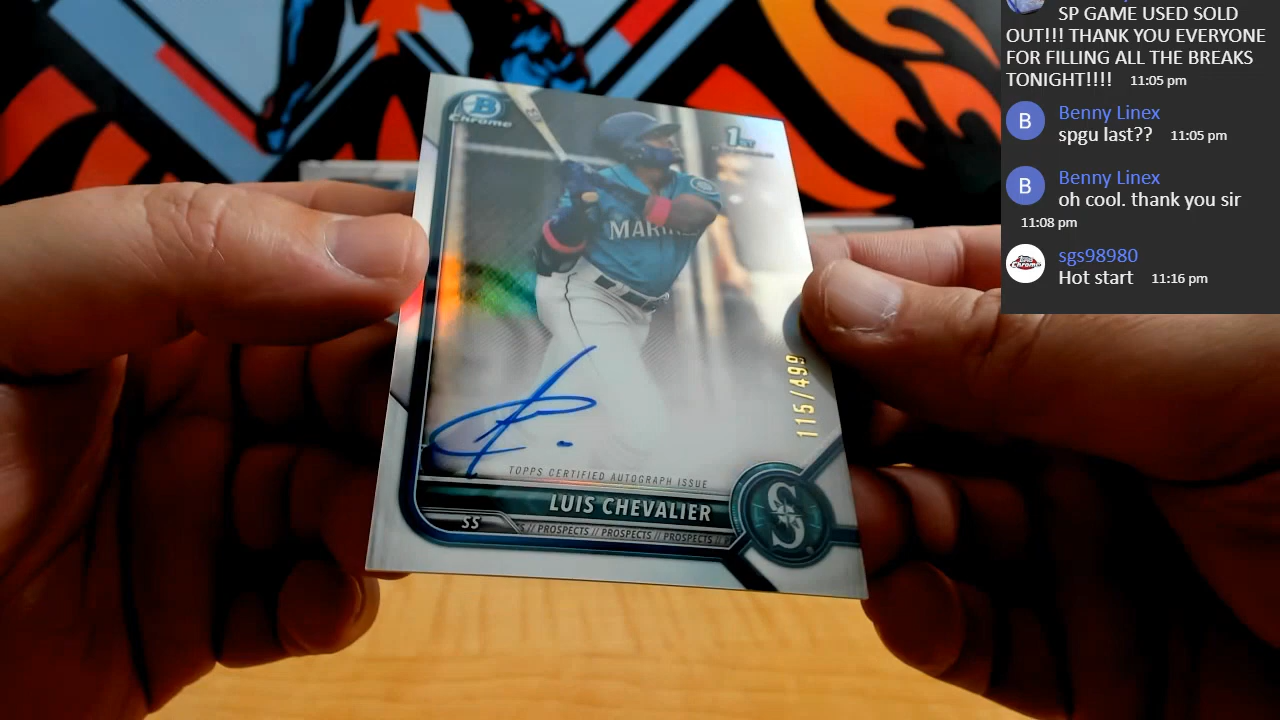 SP GAME USED SOLD
OUT!!! THANK YOU EVERYONE
FOR FILLING ALL THE BREAKS
TONIGHT!!!! 11:05 pm
B
Benny Linex
spgu last?? 11:05 pm
B
Benny Linex
oh cool. thank you sir
11:08 pm
sgs98980
Hot start 11:16 pm
B
Chrome
1ST
MARI
115/499
TOPPS CERTIFIED AUTOGRAPH ISSUE
LUIS CHEVALIER
SS
S // PROSPECTS // PROSPECTS // PROSPECTS //
S